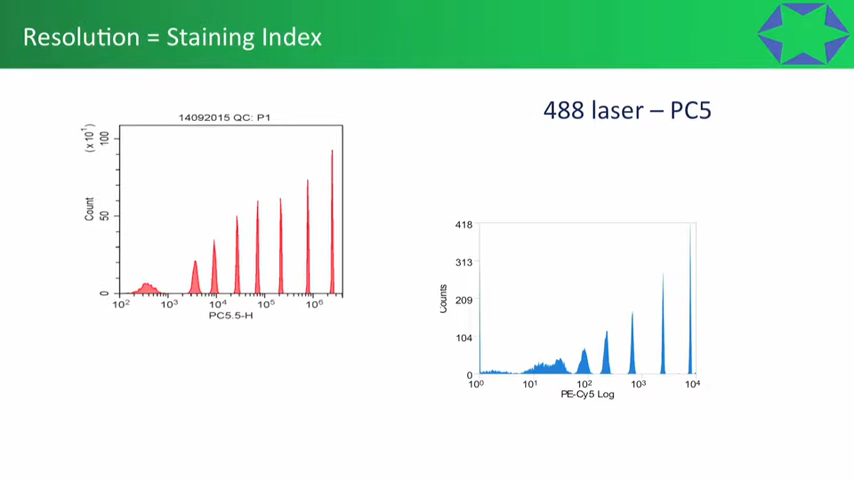 Resolution = Staining Index
488 laser – PC5
14092015 QC: P1
(x 10¹)
100
Count
50
0
10² 10³ 10⁴ 10⁵ 10⁶
PC5.5-H
418
313
Counts
209
104
0
10⁰ 10¹ 10² 10³ 10⁴
PE-Cy5 Log